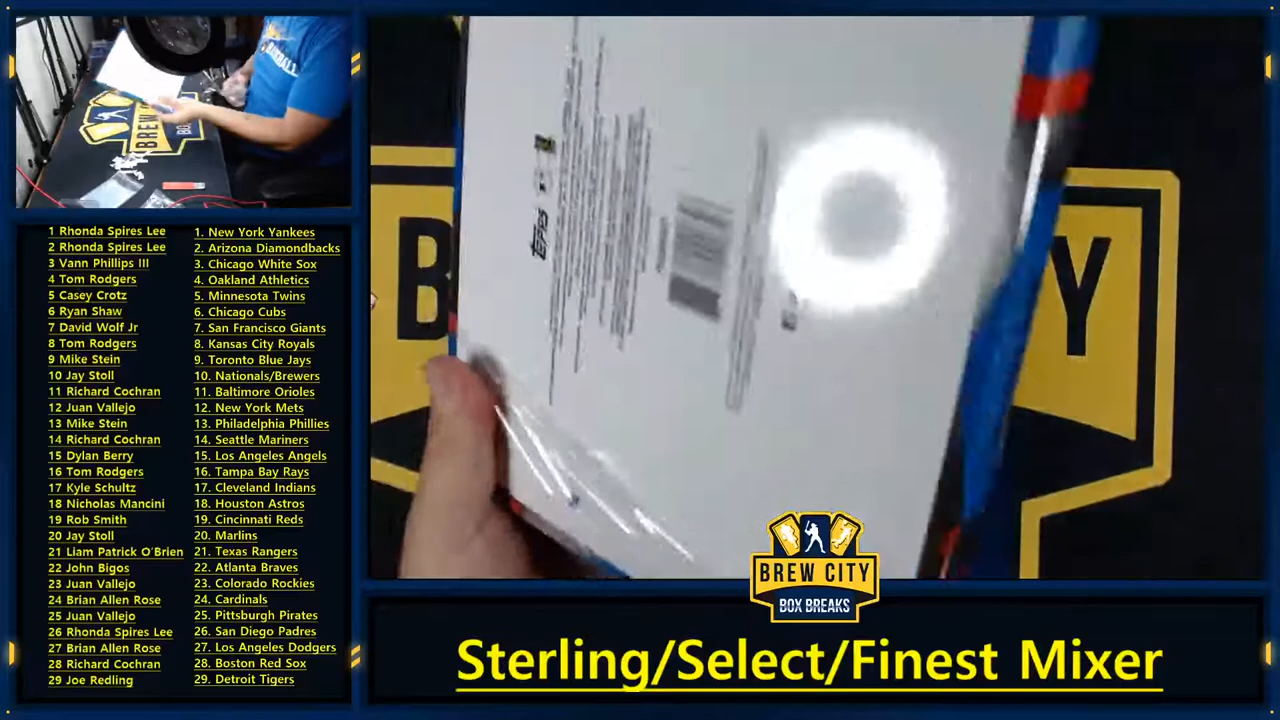 1 Rhonda Spires Lee
2 Rhonda Spires Lee
3 Vann Phillips III
4 Tom Rodgers
5 Casey Crotz
6 Ryan Shaw
7 David Wolf Jr
8 Tom Rodgers
9 Mike Stein
10 Jay Stoll
11 Richard Cochran
12 Juan Vallejo
13 Mike Stein
14 Richard Cochran
15 Dylan Berry
16 Tom Rodgers
17 Kyle Schultz
18 Nicholas Mancini
19 Rob Smith
20 Jay Stoll
21 Liam Patrick O'Brien
22 John Bigos
23 Juan Vallejo
24 Brian Allen Rose
25 Juan Vallejo
26 Rhonda Spires Lee
27 Brian Allen Rose
28 Richard Cochran
29 Joe Redling
1. New York Yankees
2. Arizona Diamondbacks
3. Chicago White Sox
4. Oakland Athletics
5. Minnesota Twins
6. Chicago Cubs
7. San Francisco Giants
8. Kansas City Royals
9. Toronto Blue Jays
10. Nationals/Brewers
11. Baltimore Orioles
12. New York Mets
13. Philadelphia Phillies
14. Seattle Mariners
15. Los Angeles Angels
16. Tampa Bay Rays
17. Cleveland Indians
18. Houston Astros
19. Cincinnati Reds
20. Marlins
21. Texas Rangers
22. Atlanta Braves
23. Colorado Rockies
24. Cardinals
25. Pittsburgh Pirates
26. San Diego Padres
27. Los Angeles Dodgers
28. Boston Red Sox
29. Detroit Tigers
BASEBALL
BREW
BO
Topps
B
Y
BREW CITY
BOX BREAKS
Sterling/Select/Finest Mixer